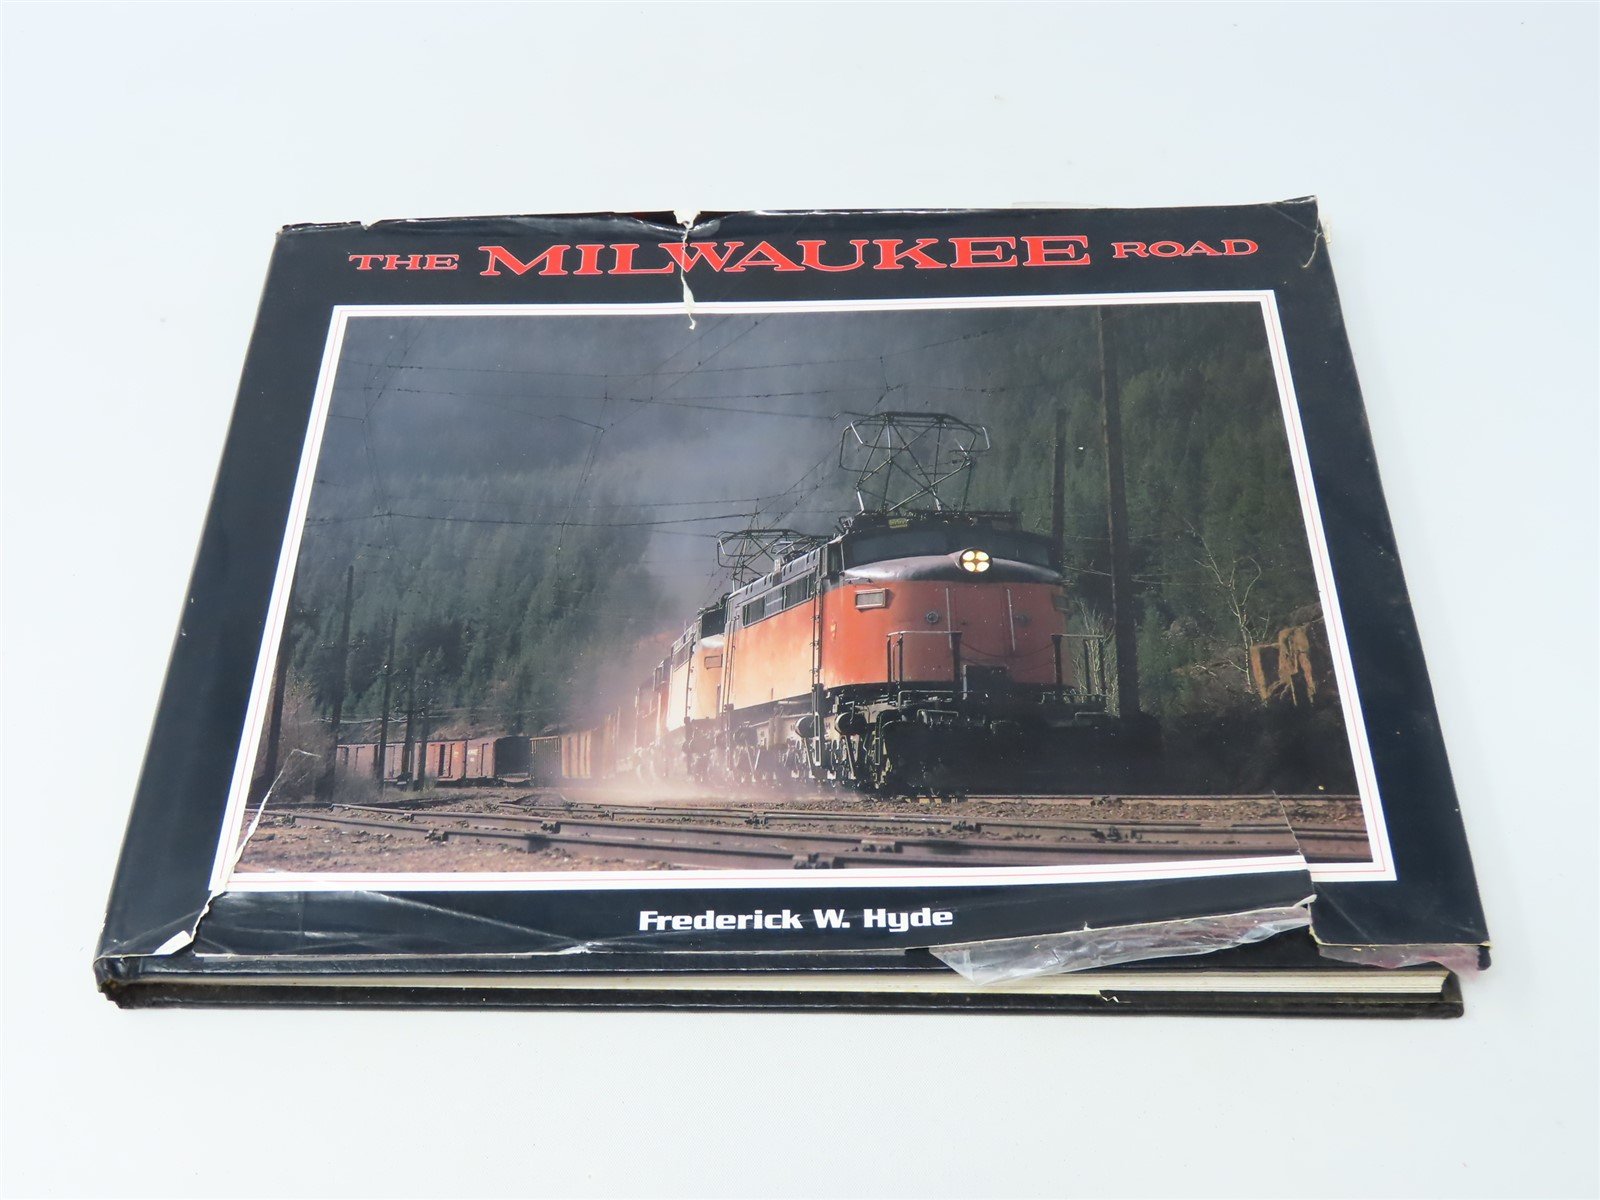 THE MILWAUKEE ROAD
Frederick W. Hyde